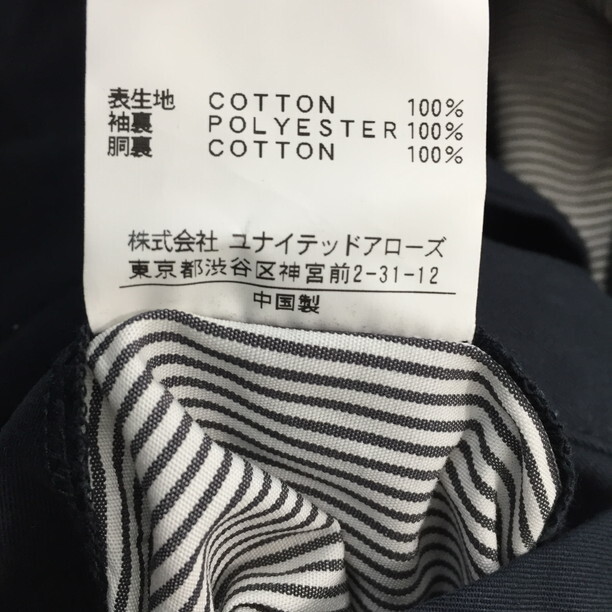 表生地 COTTON 100%
袖裏 POLYESTER 100%
胴裏 COTTON 100%
株式会社 ユナイテッドアローズ
東京都渋谷区神宮前2-31-12
中国製